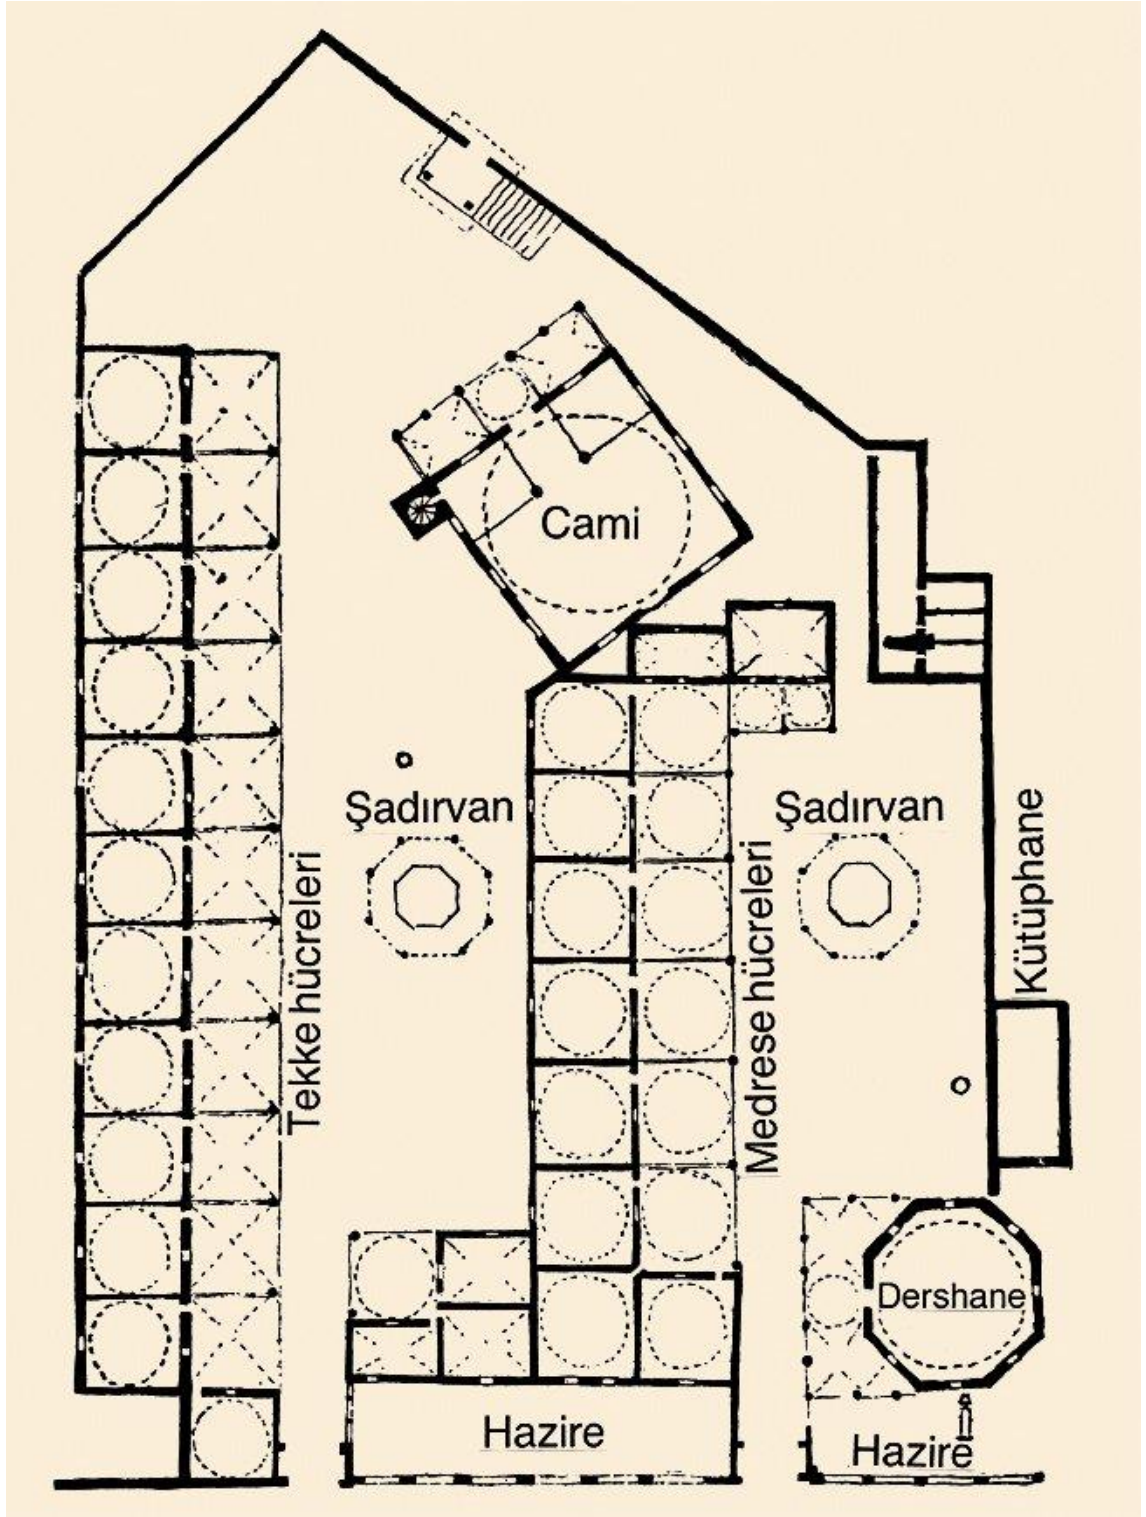 Cami
Şadırvan
Şadırvan
Tekke hücreleri
Medrese hücreleri
Kütüphane
Dershane
Hazire
Hazire